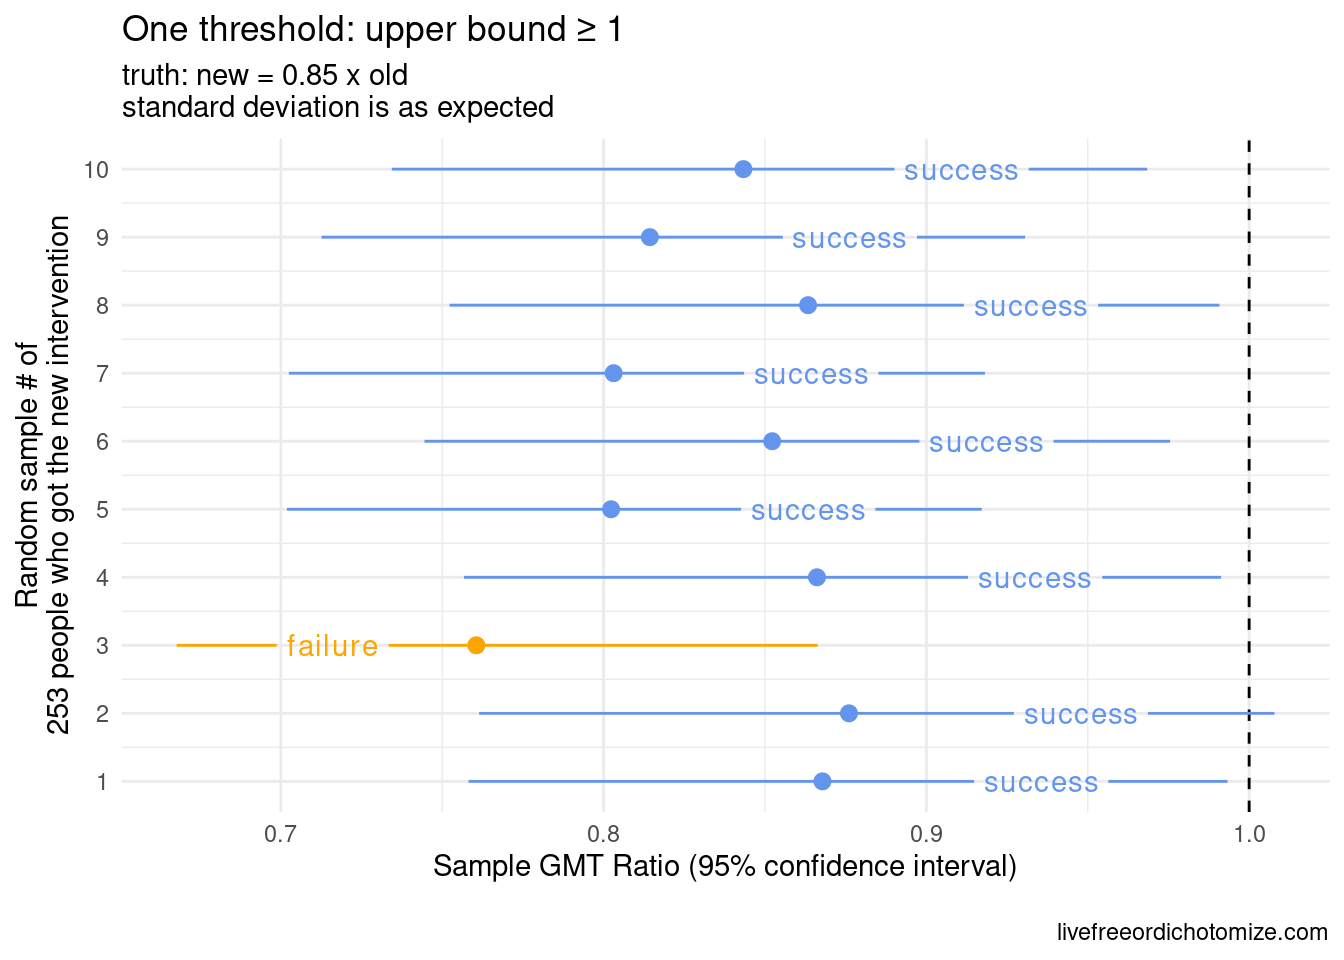 One threshold: upper bound ≥ 1
truth: new = 0.85 x old
standard deviation is as expected
Random sample # of
253 people who got the new intervention
10
success
9
success
8
success
7
success
6
success
5
success
4
success
3
failure
2
success
1
success
0.7
0.8
0.9
1.0
Sample GMT Ratio (95% confidence interval)
livefreeordichotomize.com